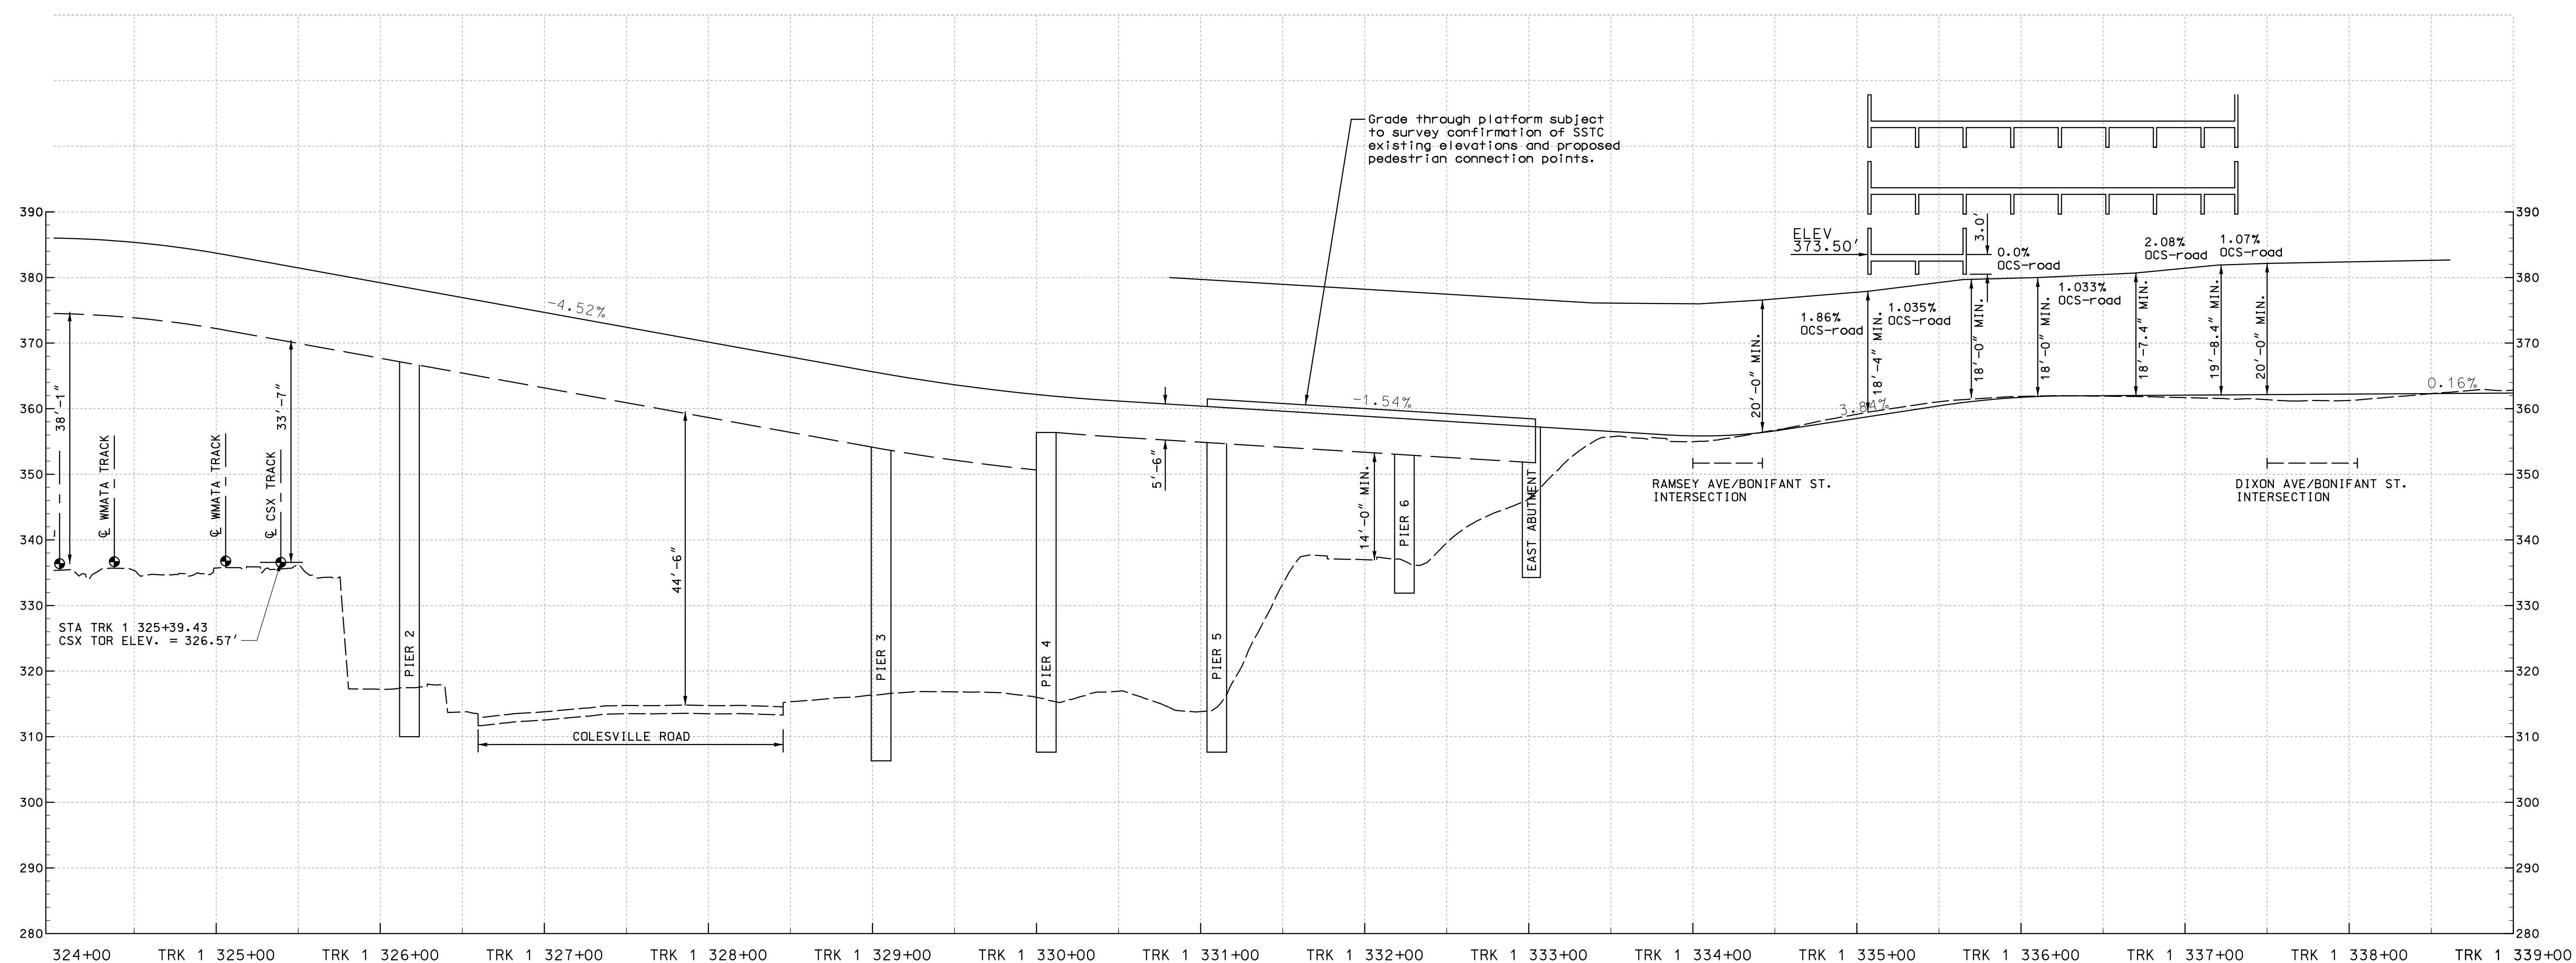 Grade through platform subject
to survey confirmation of SSTC
existing elevations and proposed
pedestrian connection points.
390
380
370
360
350
340
330
320
310
300
290
280
390
380
370
360
350
340
330
320
310
300
290
280
ELEV
373.50'
3.0'
0.0%
OCS-road
2.08%
OCS-road
1.07%
OCS-road
1.86%
OCS-road
1.035%
OCS-road
1.033%
OCS-road
-4.52%
-1.54%
3.84%
0.16%
38'-1"
℄ WMATA TRACK
℄ WMATA TRACK
℄ CSX TRACK
33'-7"
STA TRK 1 325+39.43
CSX TOR ELEV. = 326.57'
PIER 2
44'-6"
COLESVILLE ROAD
PIER 3
PIER 4
5'-6"
PIER 5
14'-0" MIN.
PIER 6
EAST ABUTMENT
20'-0" MIN.
18'-4" MIN.
18'-0" MIN.
18'-0" MIN.
18'-7.4" MIN.
19'-8.4" MIN.
20'-0" MIN.
RAMSEY AVE/BONIFANT ST.
INTERSECTION
DIXON AVE/BONIFANT ST.
INTERSECTION
324+00
TRK 1 325+00
TRK 1 326+00
TRK 1 327+00
TRK 1 328+00
TRK 1 329+00
TRK 1 330+00
TRK 1 331+00
TRK 1 332+00
TRK 1 333+00
TRK 1 334+00
TRK 1 335+00
TRK 1 336+00
TRK 1 337+00
TRK 1 338+00
TRK 1 339+00